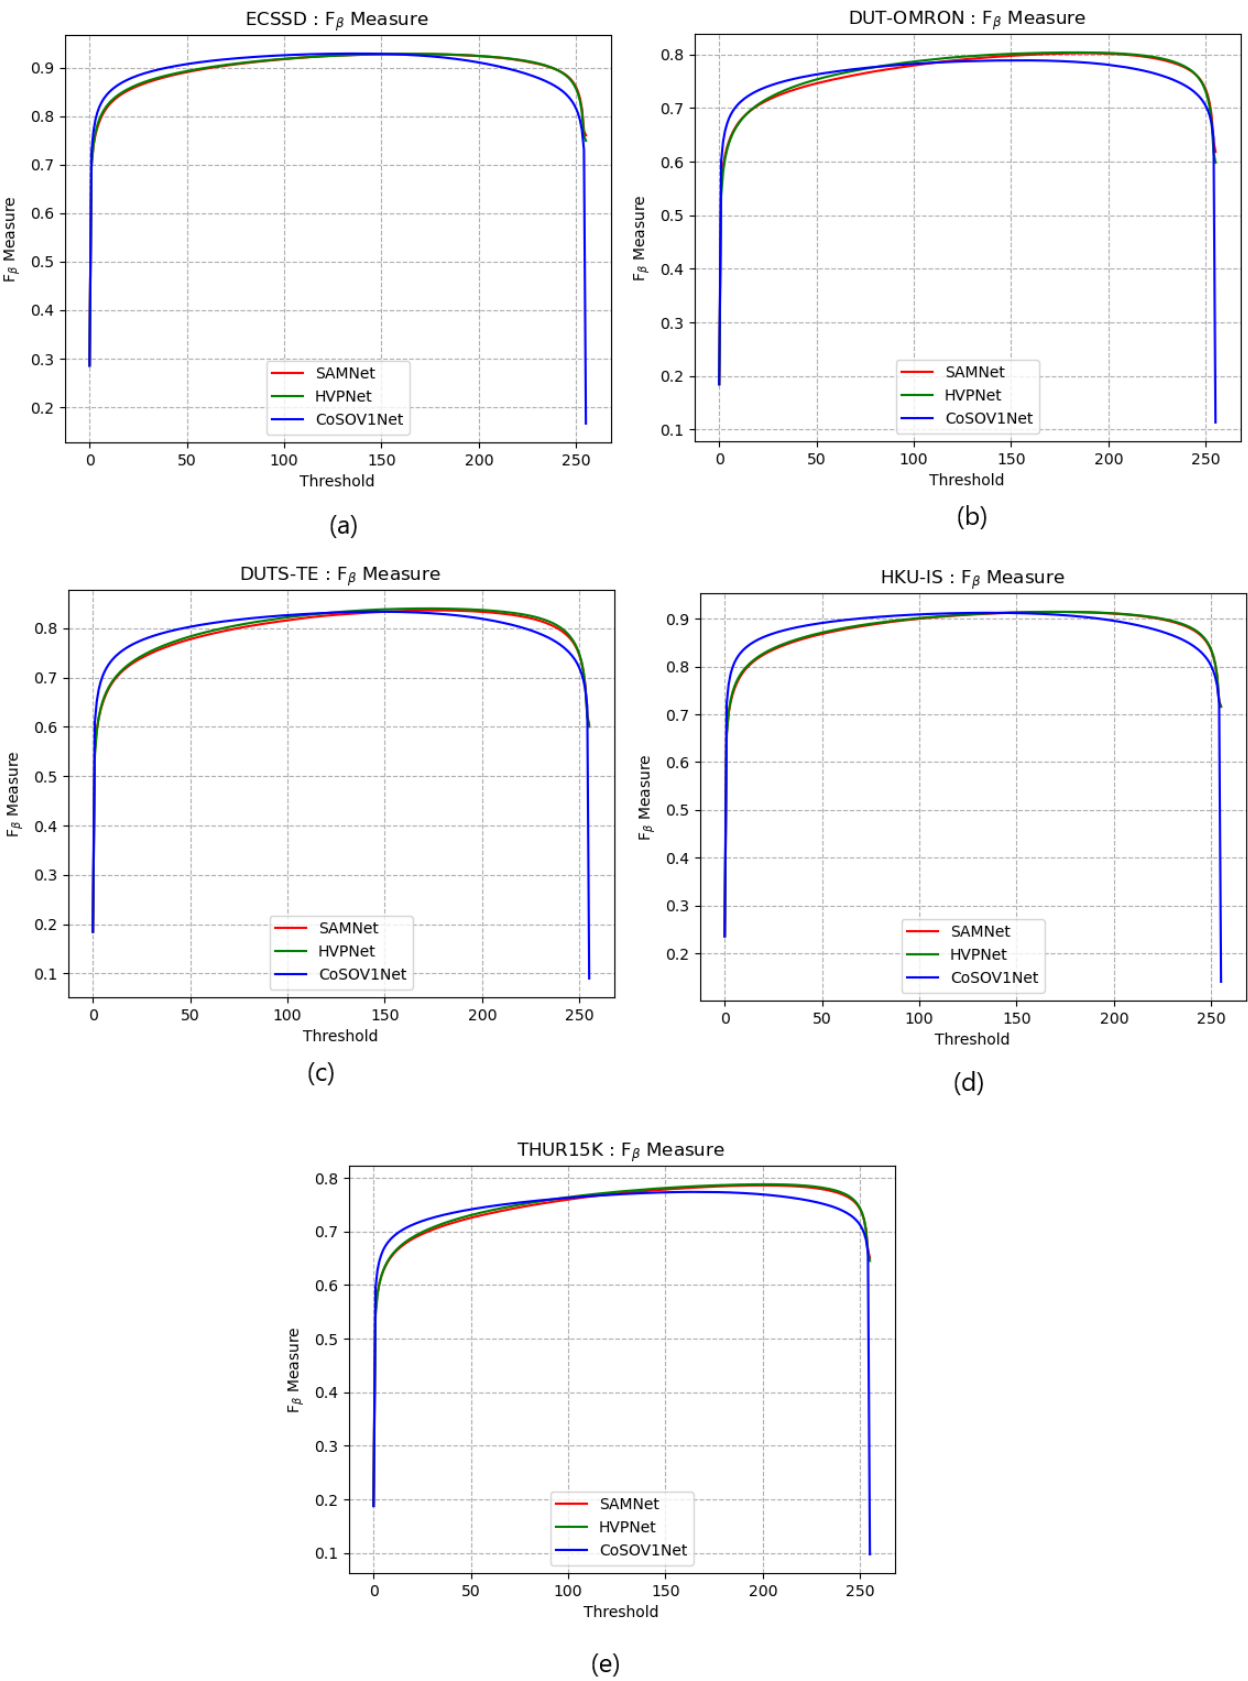 ECSSD : Fβ Measure
Fβ Measure
0.9
0.8
0.7
0.6
0.5
0.4
0.3
0.2
SAMNet
HVPNet
CoSOV1Net
0 50 100 150 200 250
Threshold
(a)
DUT-OMRON : Fβ Measure
Fβ Measure
0.8
0.7
0.6
0.5
0.4
0.3
0.2
0.1
SAMNet
HVPNet
CoSOV1Net
0 50 100 150 200 250
Threshold
(b)
DUTS-TE : Fβ Measure
Fβ Measure
0.8
0.7
0.6
0.5
0.4
0.3
0.2
0.1
SAMNet
HVPNet
CoSOV1Net
0 50 100 150 200 250
Threshold
(c)
HKU-IS : Fβ Measure
Fβ Measure
0.9
0.8
0.7
0.6
0.5
0.4
0.3
0.2
SAMNet
HVPNet
CoSOV1Net
0 50 100 150 200 250
Threshold
(d)
THUR15K : Fβ Measure
Fβ Measure
0.8
0.7
0.6
0.5
0.4
0.3
0.2
0.1
SAMNet
HVPNet
CoSOV1Net
0 50 100 150 200 250
Threshold
(e)